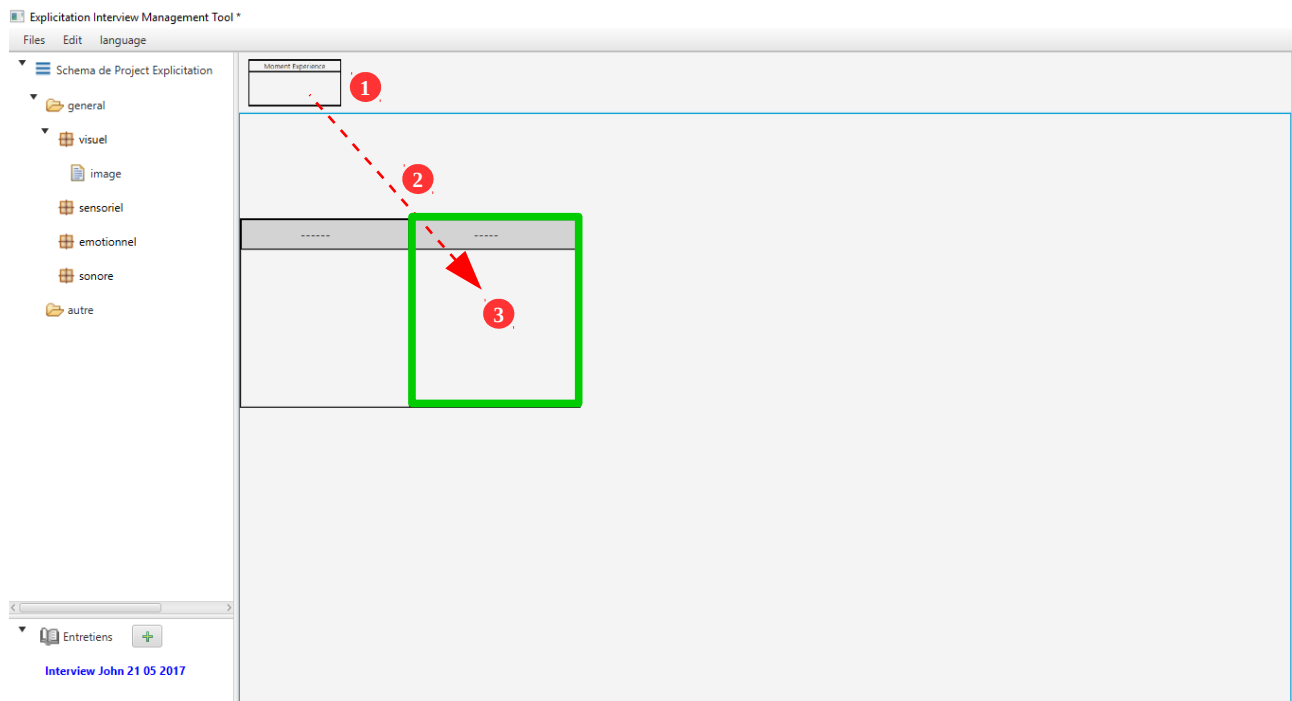 Explicitation Interview Management Tool *
Files Edit language
Schema de Project Explicitation
general
visuel
image
sensoriel
emotionnel
sonore
autre
Entretiens
Interview John 21 05 2017
Moment Experience
1
2
------ -----
3